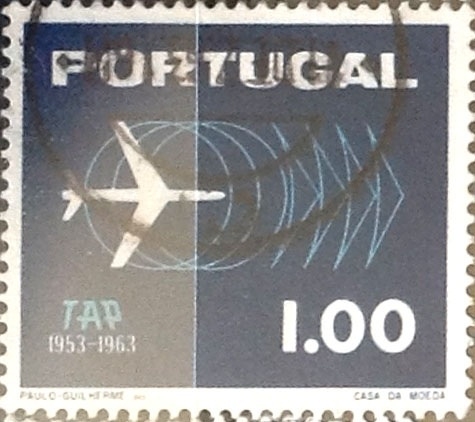 PORTUGAL
TAP
1953-1963
1.00
PAULO-GUILHERME
CASA DA MOEDA